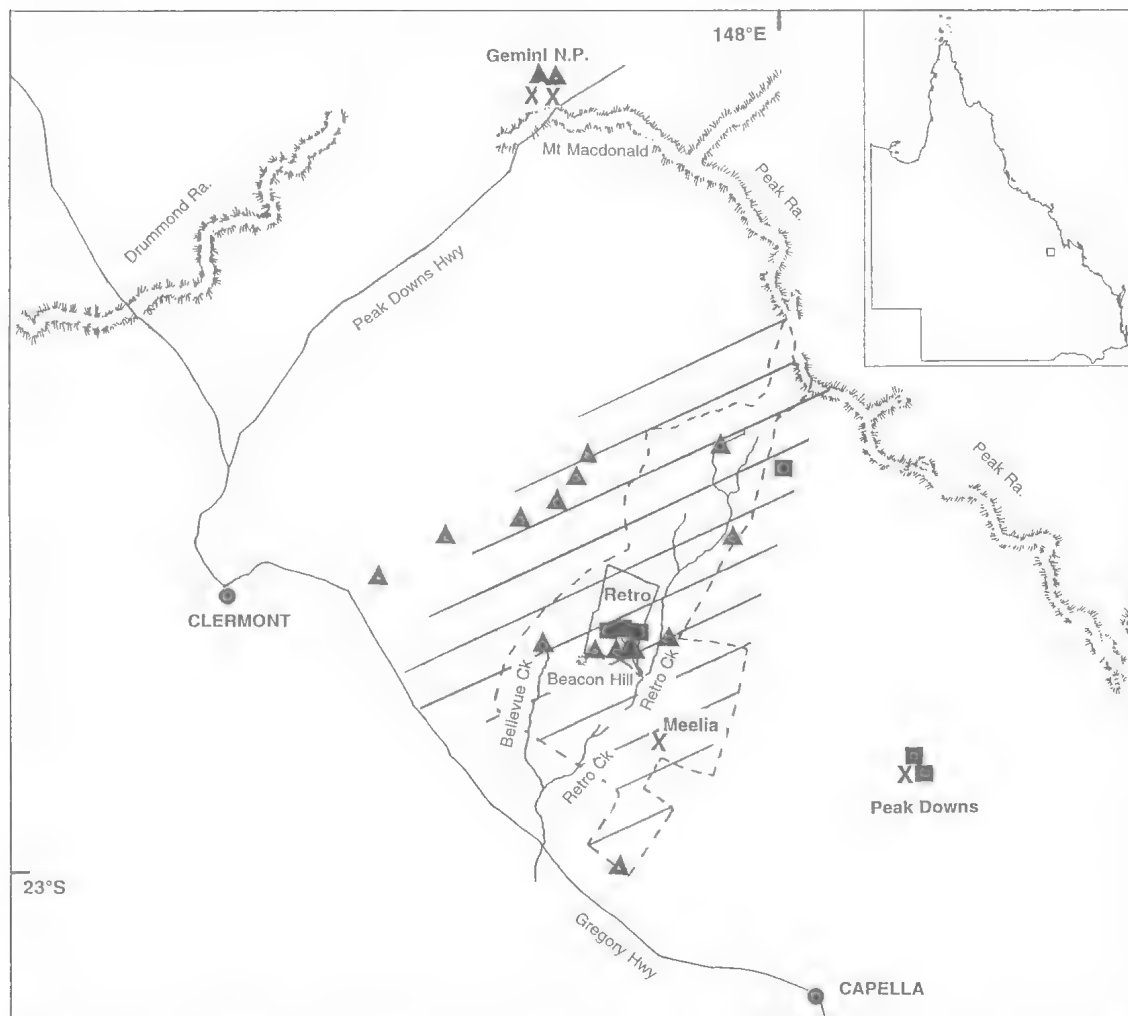 148°E
GeminI N.P.
X X
Mt Macdonald
Peak Ra.
Drummond Ra.
Peak Downs Hwy
Peak Ra.
CLERMONT
Retro
Beacon Hill
Bellevue Ck
Retro Ck
Meelia
X
Retro Ck
X
Peak Downs
23°S
Gregory Hwy
CAPELLA